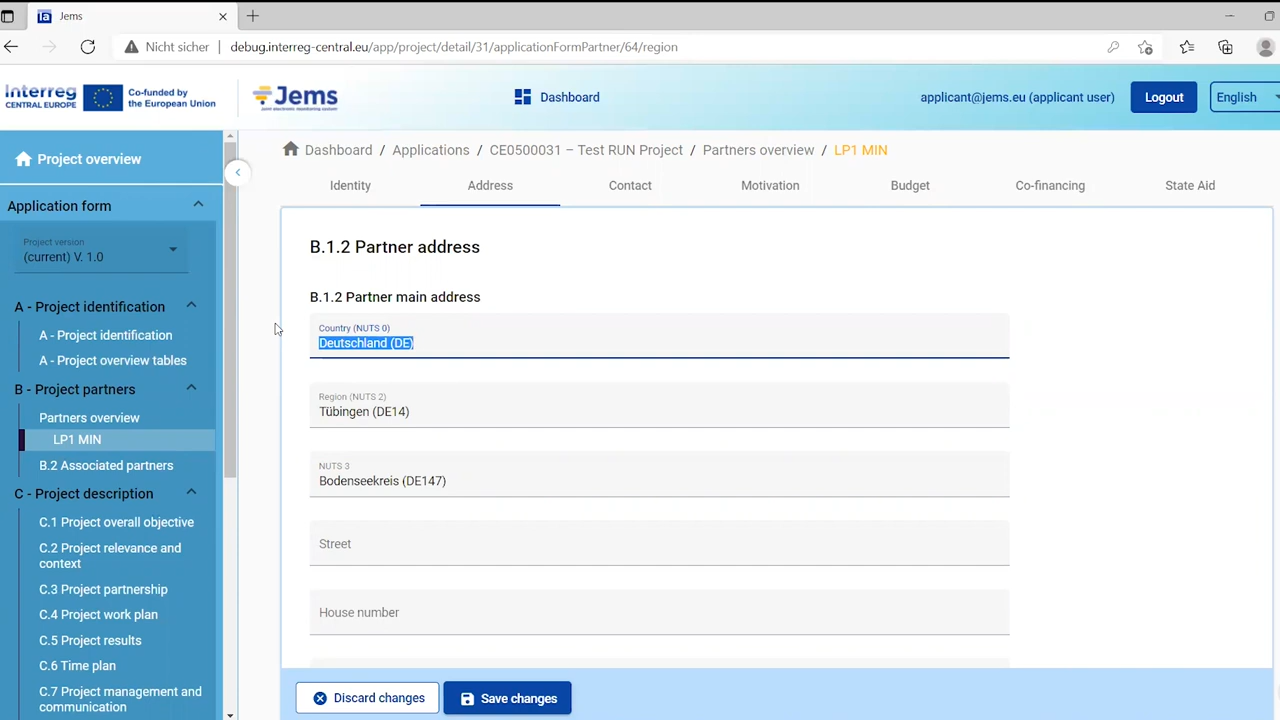 Jems
Nicht sicher
debug.interreg-central.eu/app/project/detail/31/applicationFormPartner/64/region
Interreg
CENTRAL EUROPE
Co-funded by
the European Union
Jems
Joint electronic monitoring system
Dashboard
applicant@jems.eu (applicant user)
Logout
English
Project overview
Application form
Project version
(current) V. 1.0
A - Project identification
A - Project identification
A - Project overview tables
B - Project partners
Partners overview
LP1 MIN
B.2 Associated partners
C - Project description
C.1 Project overall objective
C.2 Project relevance and
context
C.3 Project partnership
C.4 Project work plan
C.5 Project results
C.6 Time plan
C.7 Project management and
communication
Dashboard / Applications / CE0500031 – Test RUN Project / Partners overview / LP1 MIN
Identity
Address
Contact
Motivation
Budget
Co-financing
State Aid
B.1.2 Partner address
B.1.2 Partner main address
Country (NUTS 0)
Deutschland (DE)
Region (NUTS 2)
Tübingen (DE14)
NUTS 3
Bodenseekreis (DE147)
Street
House number
Discard changes
Save changes